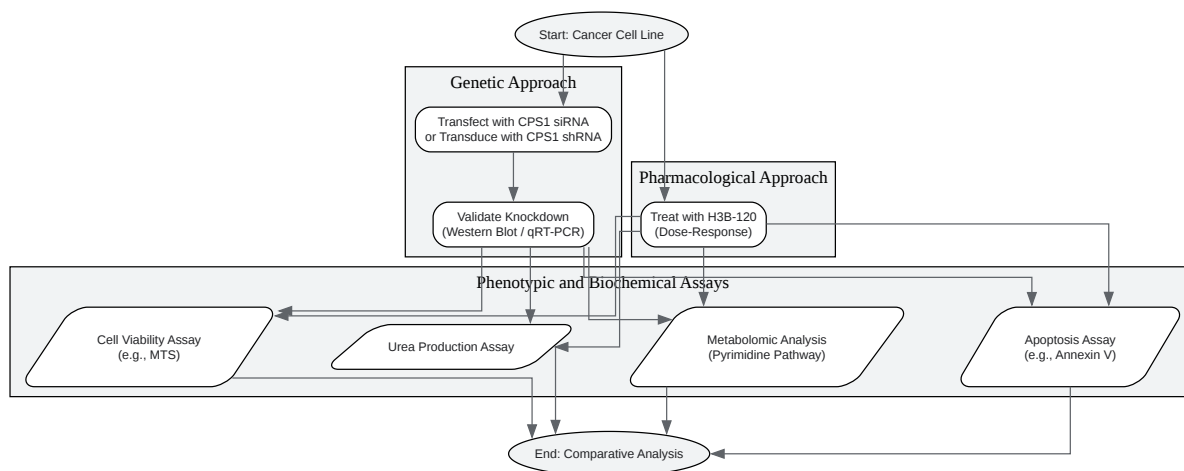 Start: Cancer Cell Line
Genetic Approach
Transfect with CPS1 siRNA
or Transduce with CPS1 shRNA
Pharmacological Approach
Validate Knockdown
(Western Blot / qRT-PCR)
Treat with H3B-120
(Dose-Response)
Phenotypic and Biochemical Assays
Cell Viability Assay
(e.g., MTS)
Urea Production Assay
Metabolomic Analysis
(Pyrimidine Pathway)
Apoptosis Assay
(e.g., Annexin V)
End: Comparative Analysis